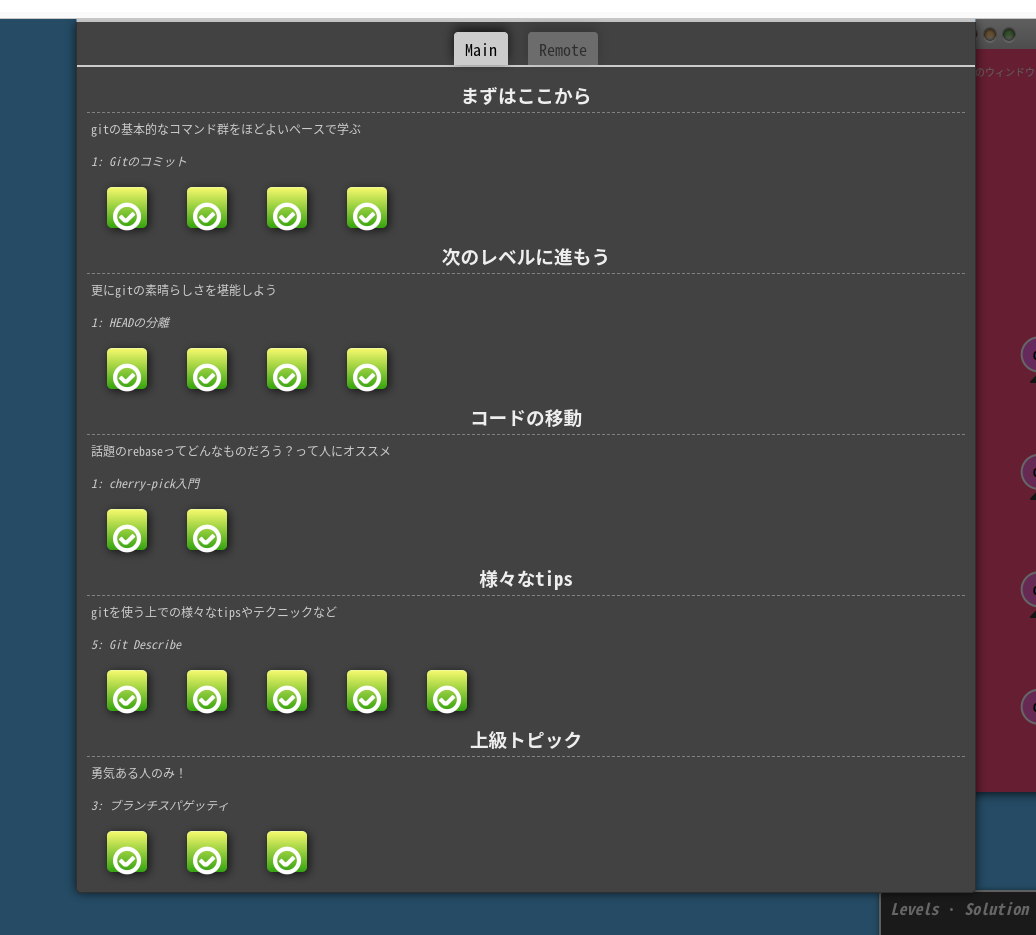 Main
Remote
のウィンドウ
まずはここから
gitの基本的なコマンド群をほどよいペースで学ぶ
1: Gitのコミット
次のレベルに進もう
更にgitの素晴らしさを堪能しよう
1: HEADの分離
コードの移動
話題のrebaseってどんなものだろう？って人にオススメ
1: cherry-pick入門
様々なtips
gitを使う上での様々なtipsやテクニックなど
5: Git Describe
上級トピック
勇気ある人のみ！
3: ブランチスパゲッティ
Levels · Solution